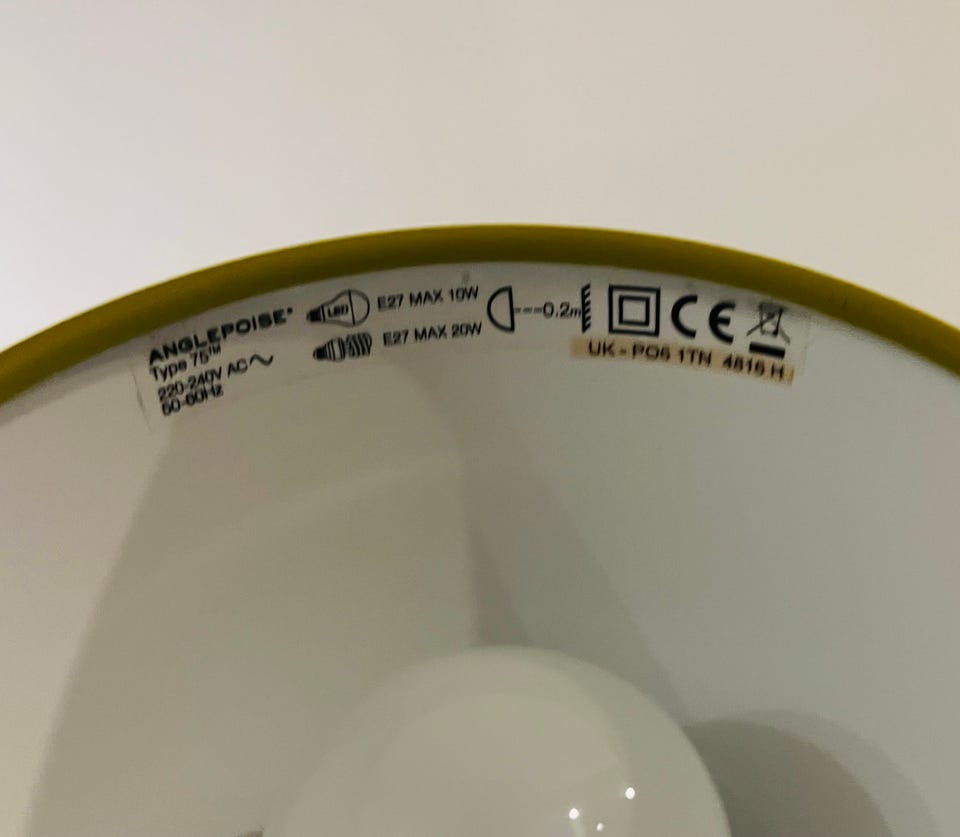 ANGLEPOISE®
Type 75™
220-240V AC~
50-60Hz
LED E27 MAX 10W
E27 MAX 20W
0.2m
CE
UK - PO6 1TN 4816 H